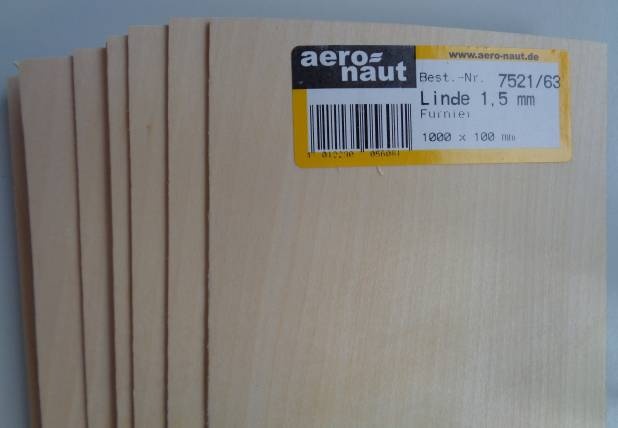 aero-
naut
www.aero-naut.de
Best.-Nr. 7521/63
Linde 1,5 mm
Furnier
1000 x 100 mm